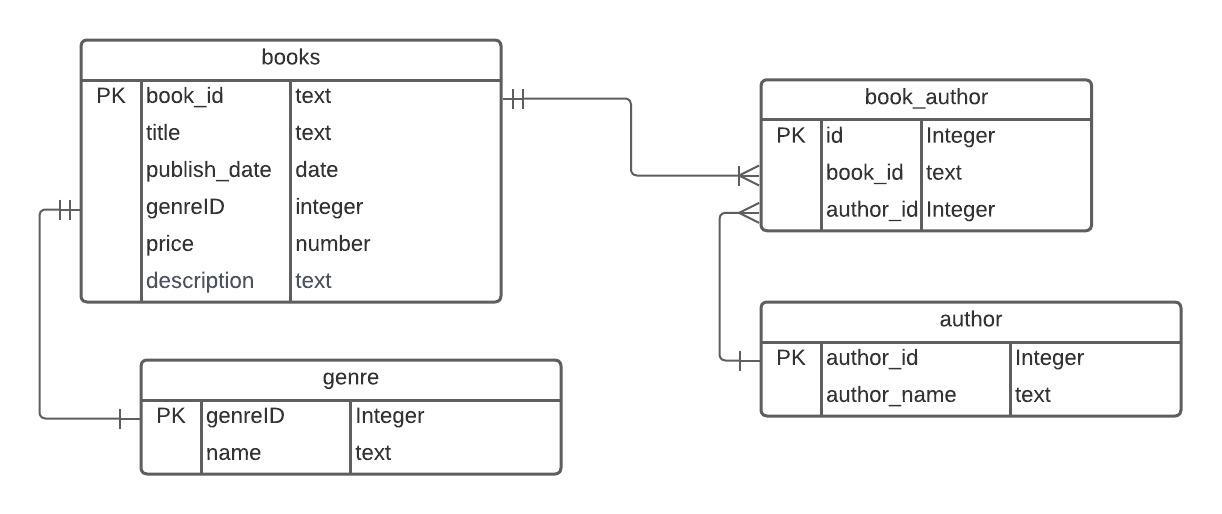 books
PK book_id text
title text
publish_date date
genreID integer
price number
description text
book_author
PK id Integer
book_id text
author_id Integer
genre
PK genreID Integer
name text
author
PK author_id Integer
author_name text